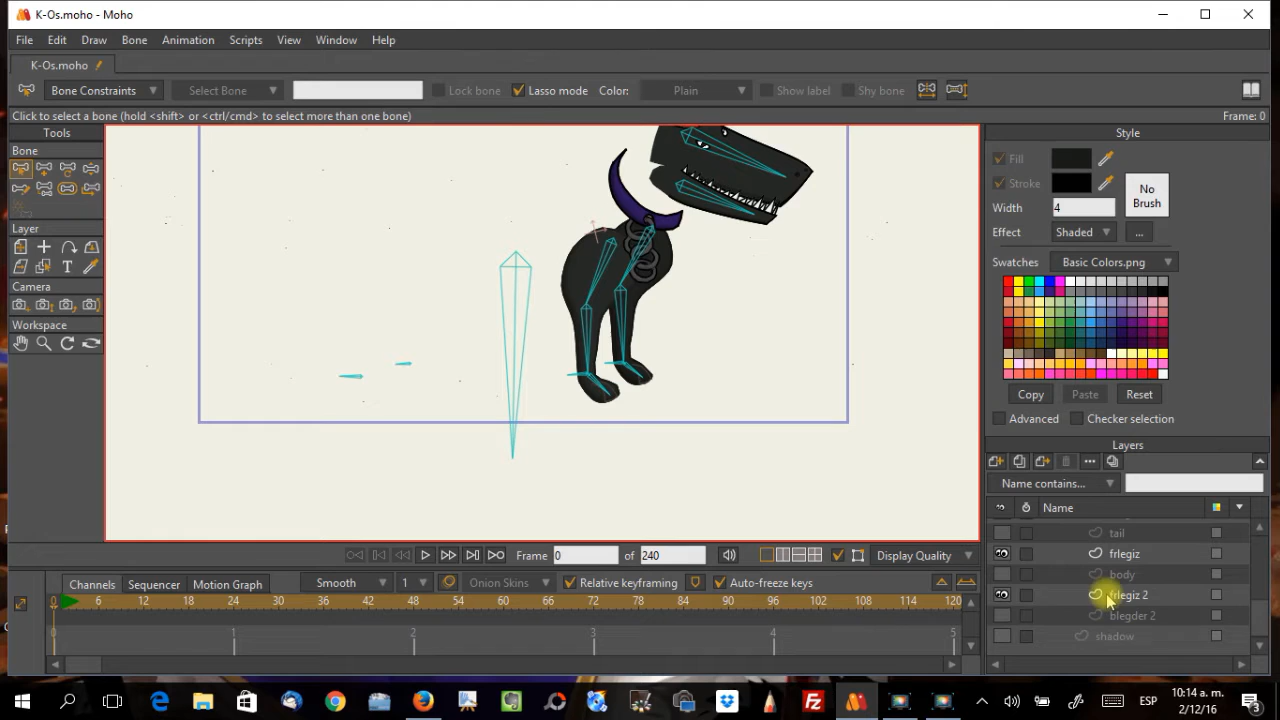 K-Os.moho - Moho
File Edit Draw Bone Animation Scripts View Window Help
K-Os.moho
Bone Constraints Select Bone Lock bone Lasso mode Color: Plain Show label Shy bone
Click to select a bone (hold <shift> or <ctrl/cmd> to select more than one bone) Frame: 0
Tools
Bone
Layer
T
Camera
Workspace
Style
Fill
Stroke
No
Brush
Width 4
Effect Shaded ...
Swatches Basic Colors.png
Copy Paste Reset
Advanced Checker selection
Layers
Name contains...
Name
tail
frlegiz
body
frlegiz 2
blegder 2
shadow
Frame 0 of 240 Display Quality
Channels Sequencer Motion Graph Smooth 1 Onion Skins Relative keyframing Auto-freeze keys
0 6 12 18 24 30 36 42 48 54 60 66 72 78 84 90 96 102 108 114 120
0 1 2 3 4 5
ESP 10:14 a. m.
2/12/16 3